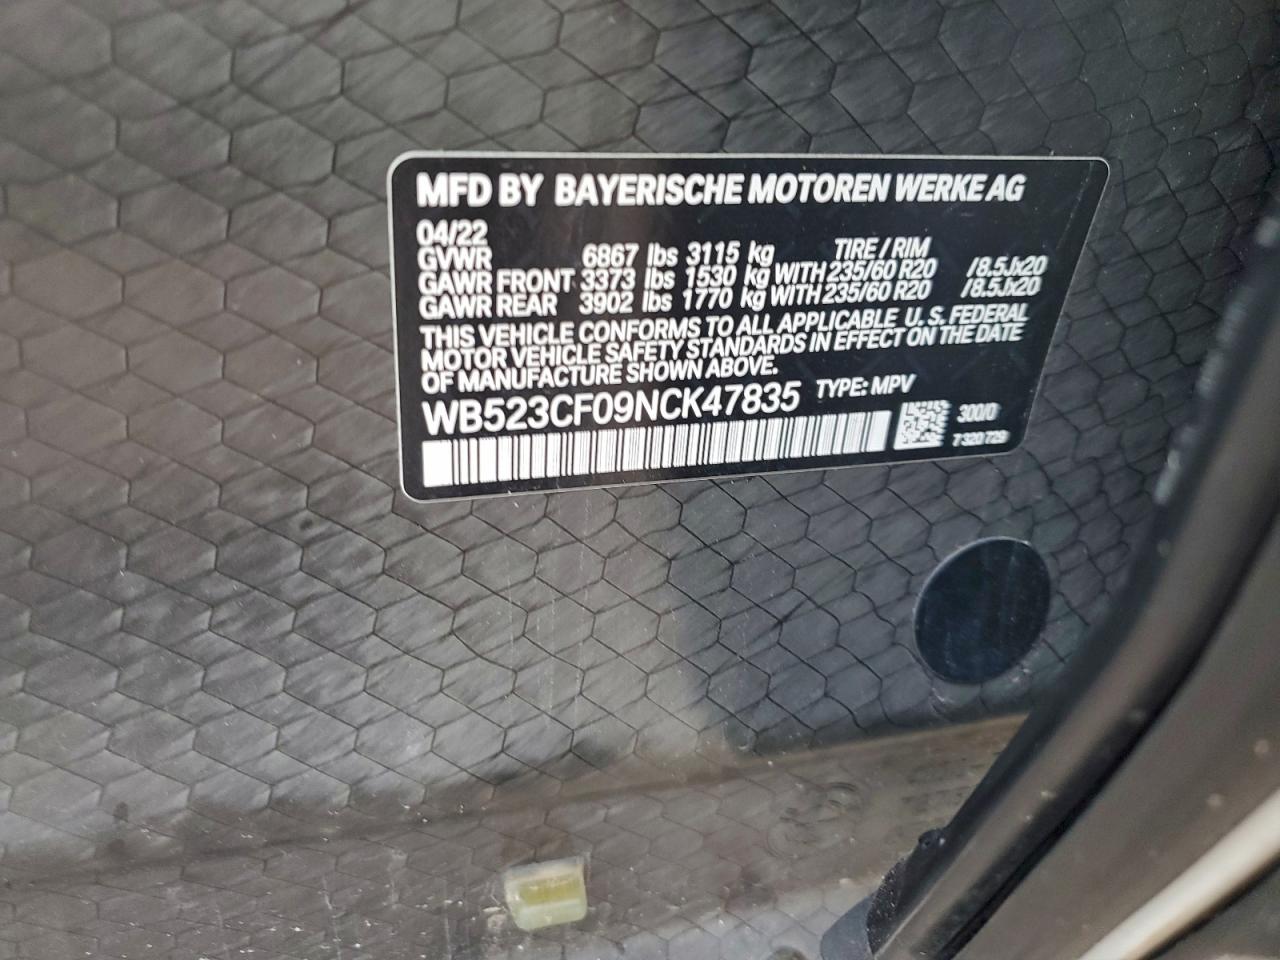 MFD BY BAYERISCHE MOTOREN WERKE AG
04/22
GVWR 6867 lbs 3115 kg TIRE / RIM
GAWR FRONT 3373 lbs 1530 kg WITH 235/60 R20 /8.5Jx20
GAWR REAR 3902 lbs 1770 kg WITH 235/60 R20 /8.5Jx20
THIS VEHICLE CONFORMS TO ALL APPLICABLE U. S. FEDERAL
MOTOR VEHICLE SAFETY STANDARDS IN EFFECT ON THE DATE
OF MANUFACTURE SHOWN ABOVE.
WB523CF09NCK47835 TYPE: MPV
300/0
7 320 729